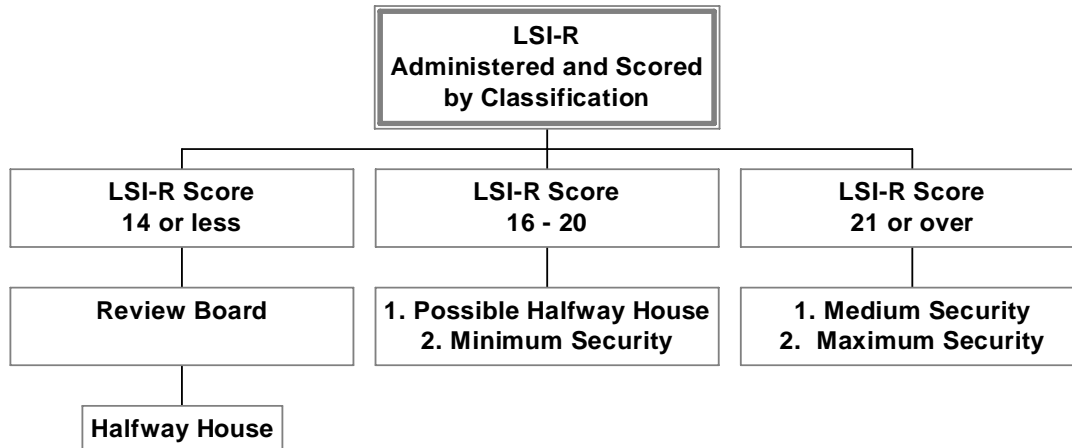 LSI-R
Administered and Scored
by Classification
LSI-R Score
14 or less
LSI-R Score
16 - 20
LSI-R Score
21 or over
Review Board
1. Possible Halfway House
2. Minimum Security
1. Medium Security
2. Maximum Security
Halfway House